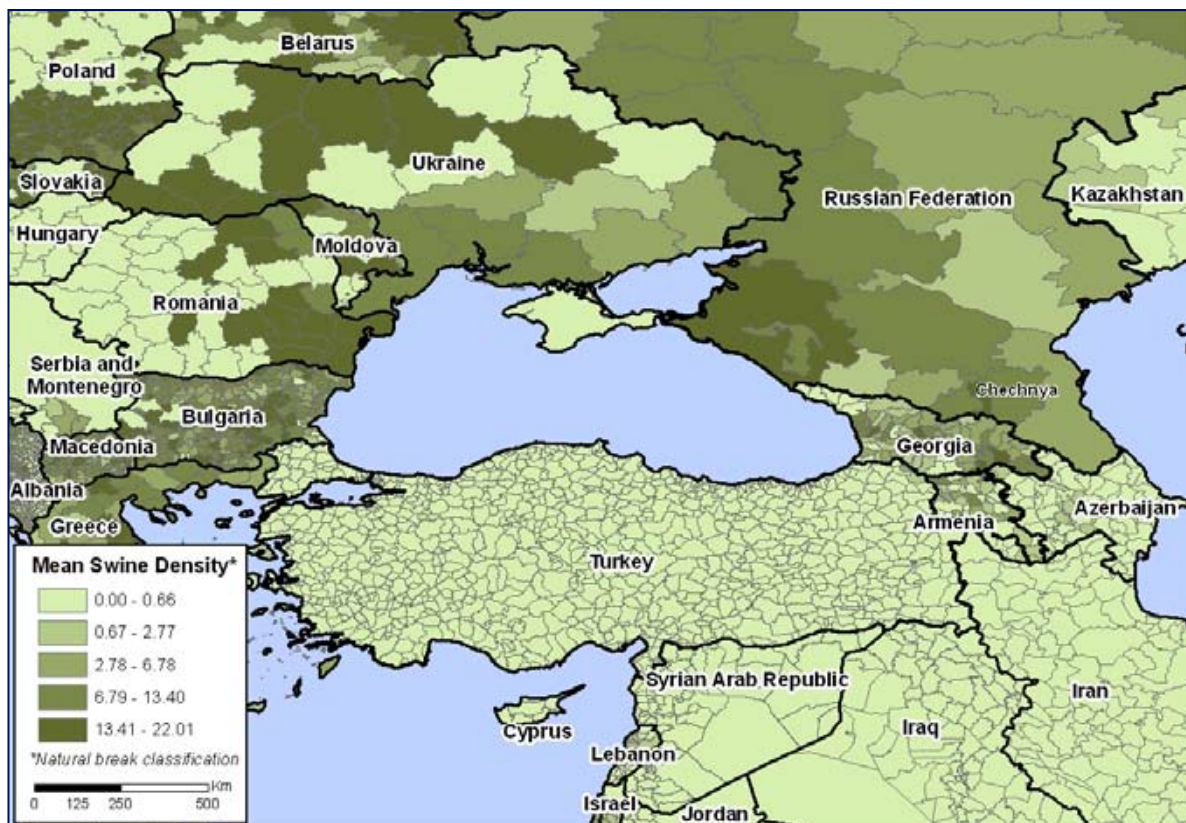 Belarus
Poland
Ukraine
Slovakia
Russian Federation
Kazakhstan
Hungary
Moldova
Romania
Serbia and
Montenegro
Chechnya
Bulgaria
Macedonia
Georgia
Albania
Azerbaijan
Armenia
Greece
Turkey
Syrian Arab Republic
Iran
Iraq
Cyprus
Lebanon
Israel
Jordan
Mean Swine Density*
0.00 - 0.66
0.67 - 2.77
2.78 - 6.78
6.79 - 13.40
13.41 - 22.01
*Natural break classification
Km
0 125 250 500